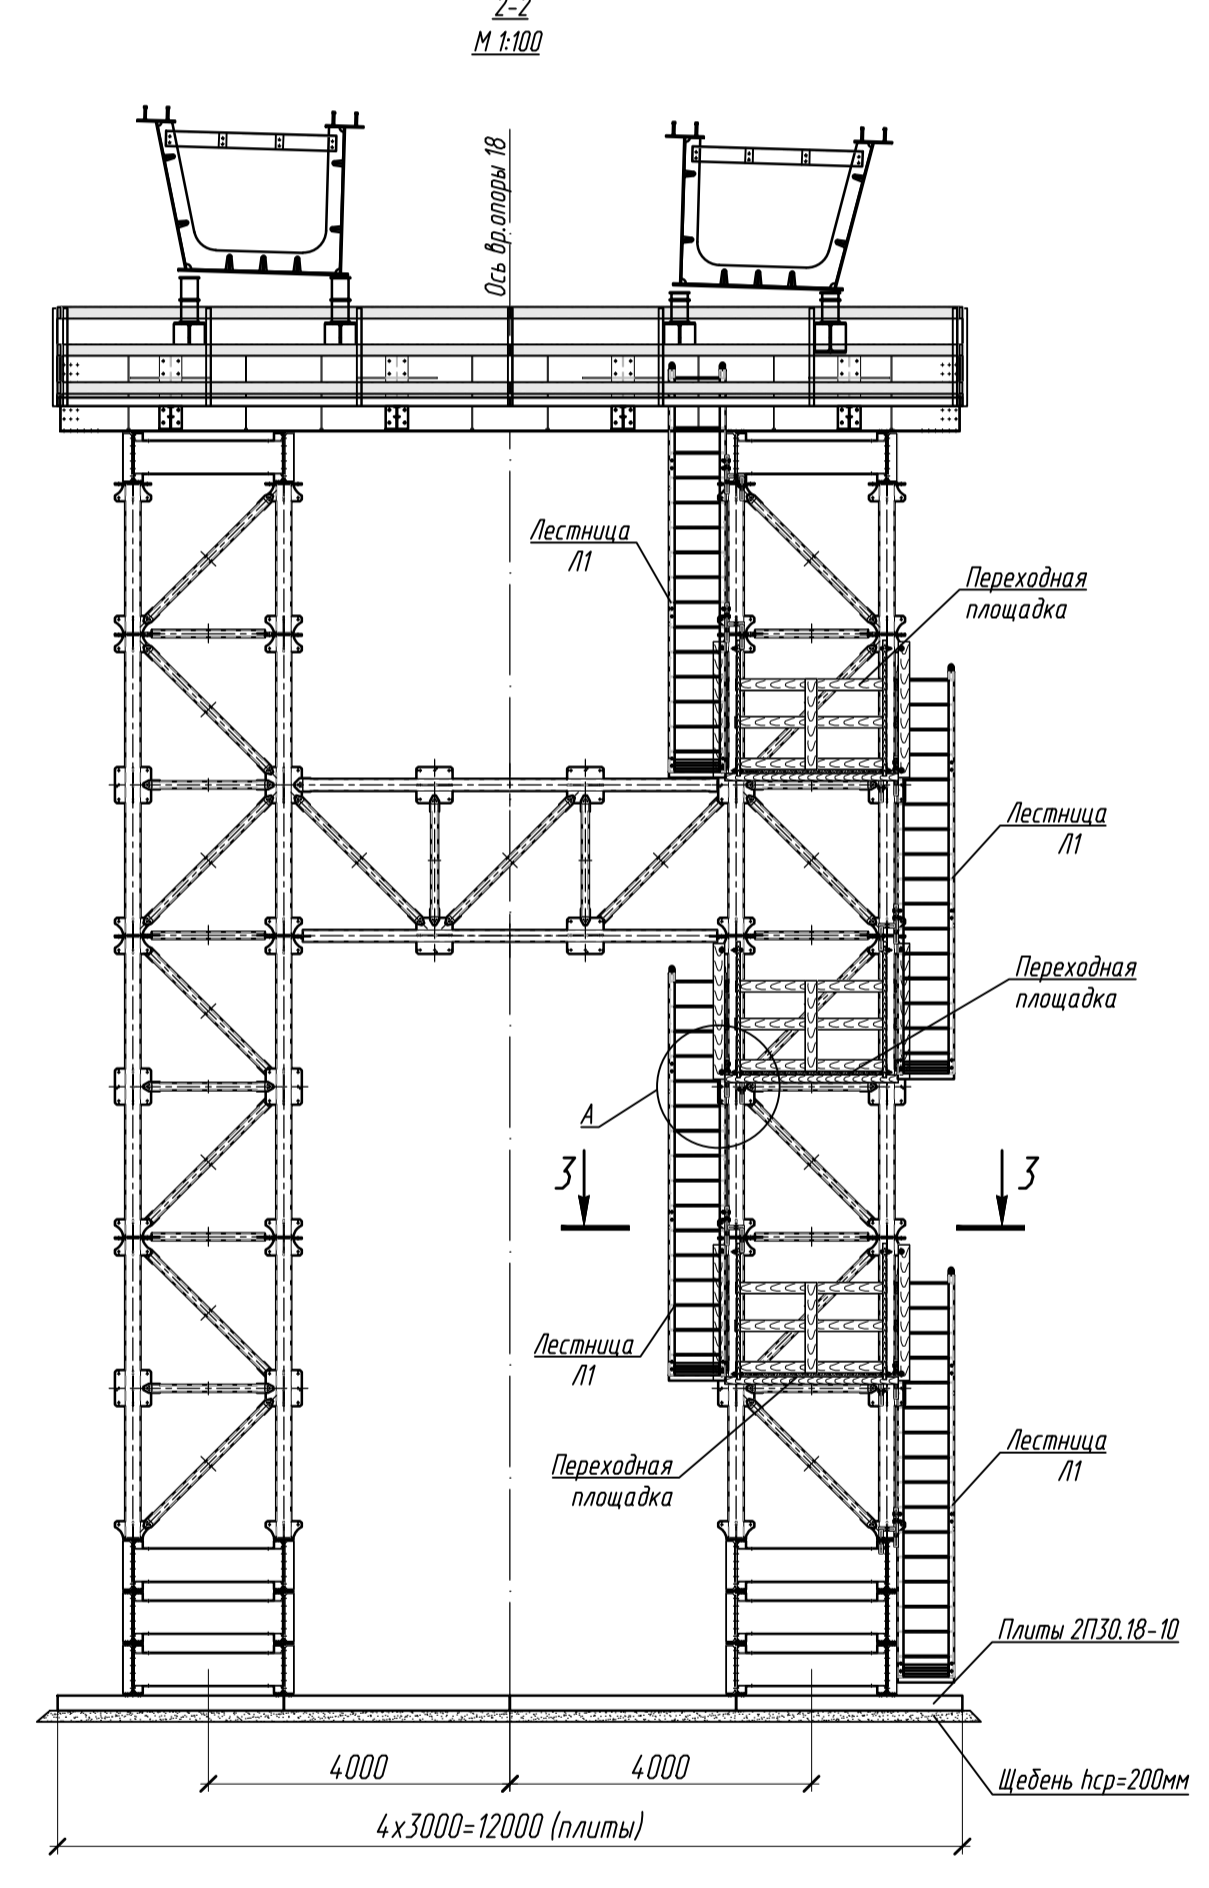 2-2
М 1:100
Ось вр.опоры 18
Лестница
Л1
Переходная
площадка
Лестница
Л1
Переходная
площадка
А
3
3
Лестница
Л1
Переходная
площадка
Лестница
Л1
Плиты 2П30.18-10
4000
4000
Щебень hср=200мм
4х3000=12000 (плиты)